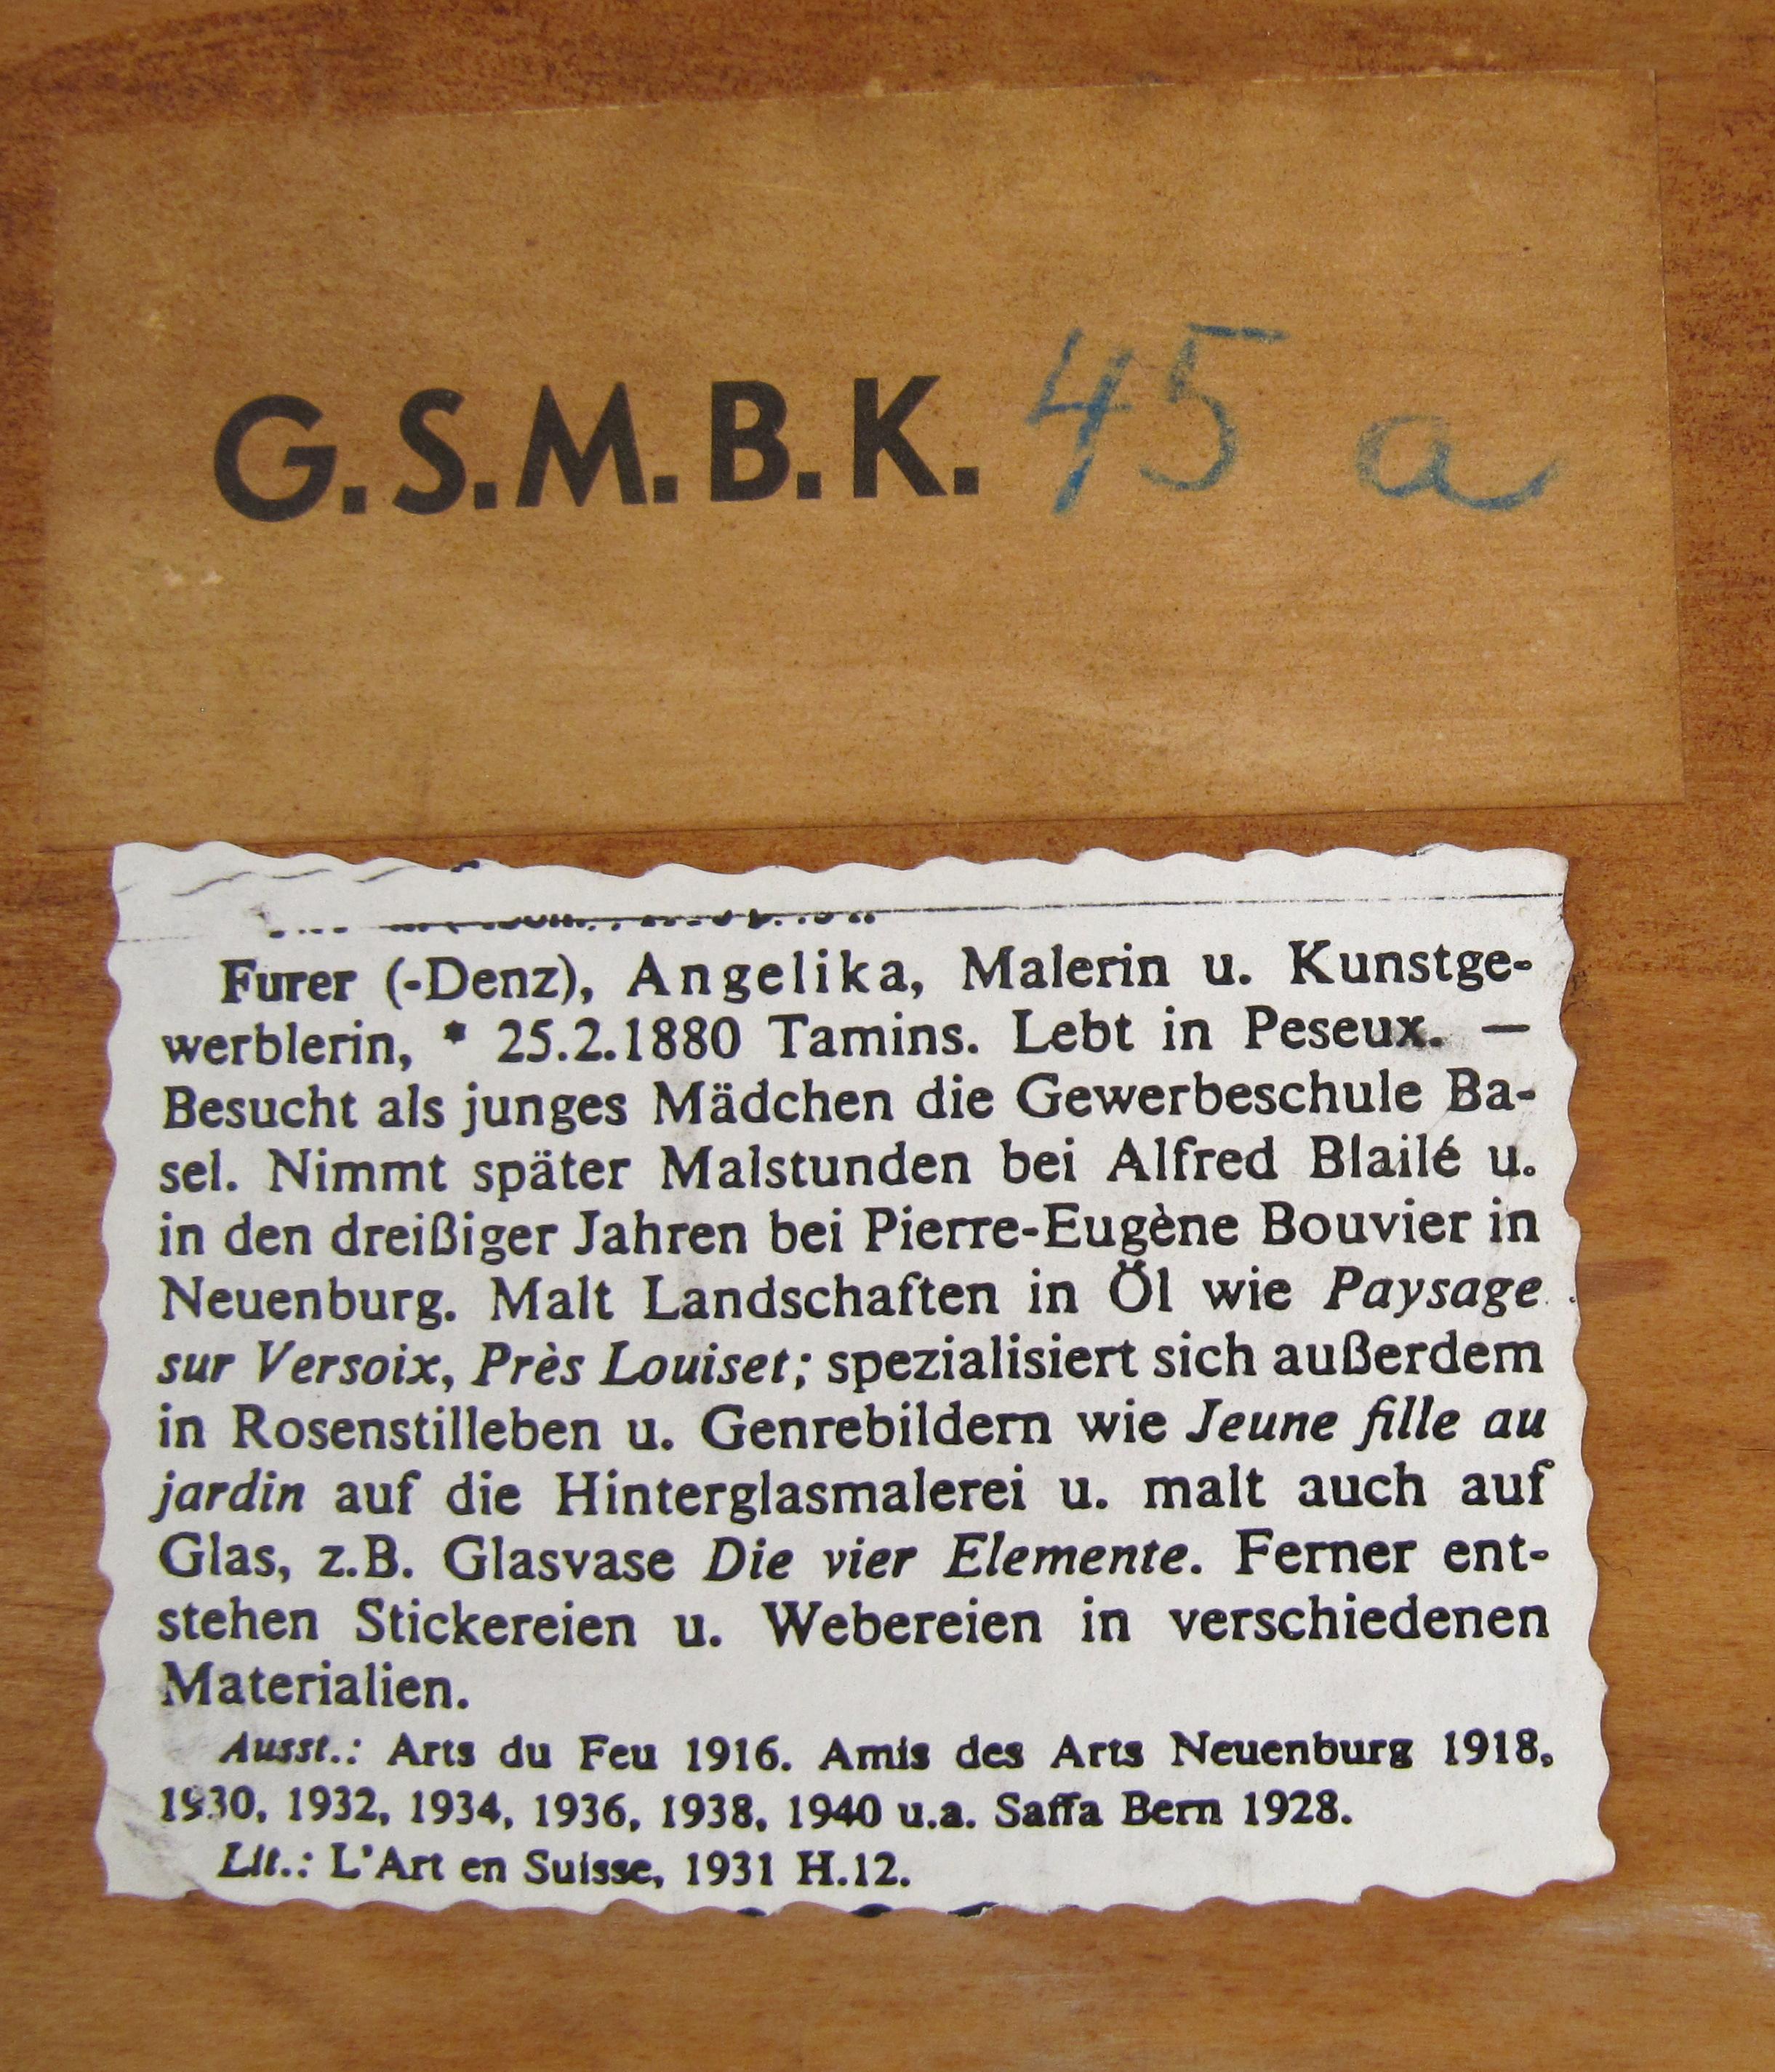 G.S.M.B.K. 45 a
Furer (-Denz), Angelika, Malerin u. Kunstge-
werblerin, * 25.2.1880 Tamins. Lebt in Peseux. —
Besucht als junges Mädchen die Gewerbeschule Ba-
sel. Nimmt später Malstunden bei Alfred Blailé u.
in den dreißiger Jahren bei Pierre-Eugène Bouvier in
Neuenburg. Malt Landschaften in Öl wie Paysage
sur Versoix, Près Louiset; spezialisiert sich außerdem
in Rosenstilleben u. Genrebildern wie Jeune fille au
jardin auf die Hinterglasmalerei u. malt auch auf
Glas, z.B. Glasvase Die vier Elemente. Ferner ent-
stehen Stickereien u. Webereien in verschiedenen
Materialien.
Ausst.: Arts du Feu 1916. Amis des Arts Neuenburg 1918,
1930, 1932, 1934, 1936, 1938, 1940 u.a. Saffa Bern 1928.
Lit.: L'Art en Suisse, 1931 H.12.